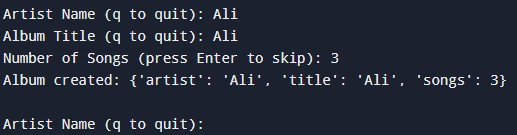 Artist Name (q to quit): Ali
Album Title (q to quit): Ali
Number of Songs (press Enter to skip): 3
Album created: {'artist': 'Ali', 'title': 'Ali', 'songs': 3}
Artist Name (q to quit):